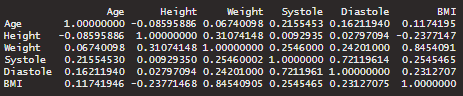 Age Height Weight Systole Diastole BMI
Age 1.00000000 -0.08595886 0.06740098 0.2155453 0.16211940 0.1174195
Height -0.08595886 1.00000000 0.31074148 0.0092935 0.02797094 -0.2377147
Weight 0.06740098 0.31074148 1.00000000 0.2546000 0.24201000 0.8454091
Systole 0.21554530 0.00929350 0.25460002 1.0000000 0.72119614 0.2545465
Diastole 0.16211940 0.02797094 0.24201000 0.7211961 1.00000000 0.2312707
BMI 0.11741946 -0.23771468 0.84540905 0.2545465 0.23127075 1.0000000